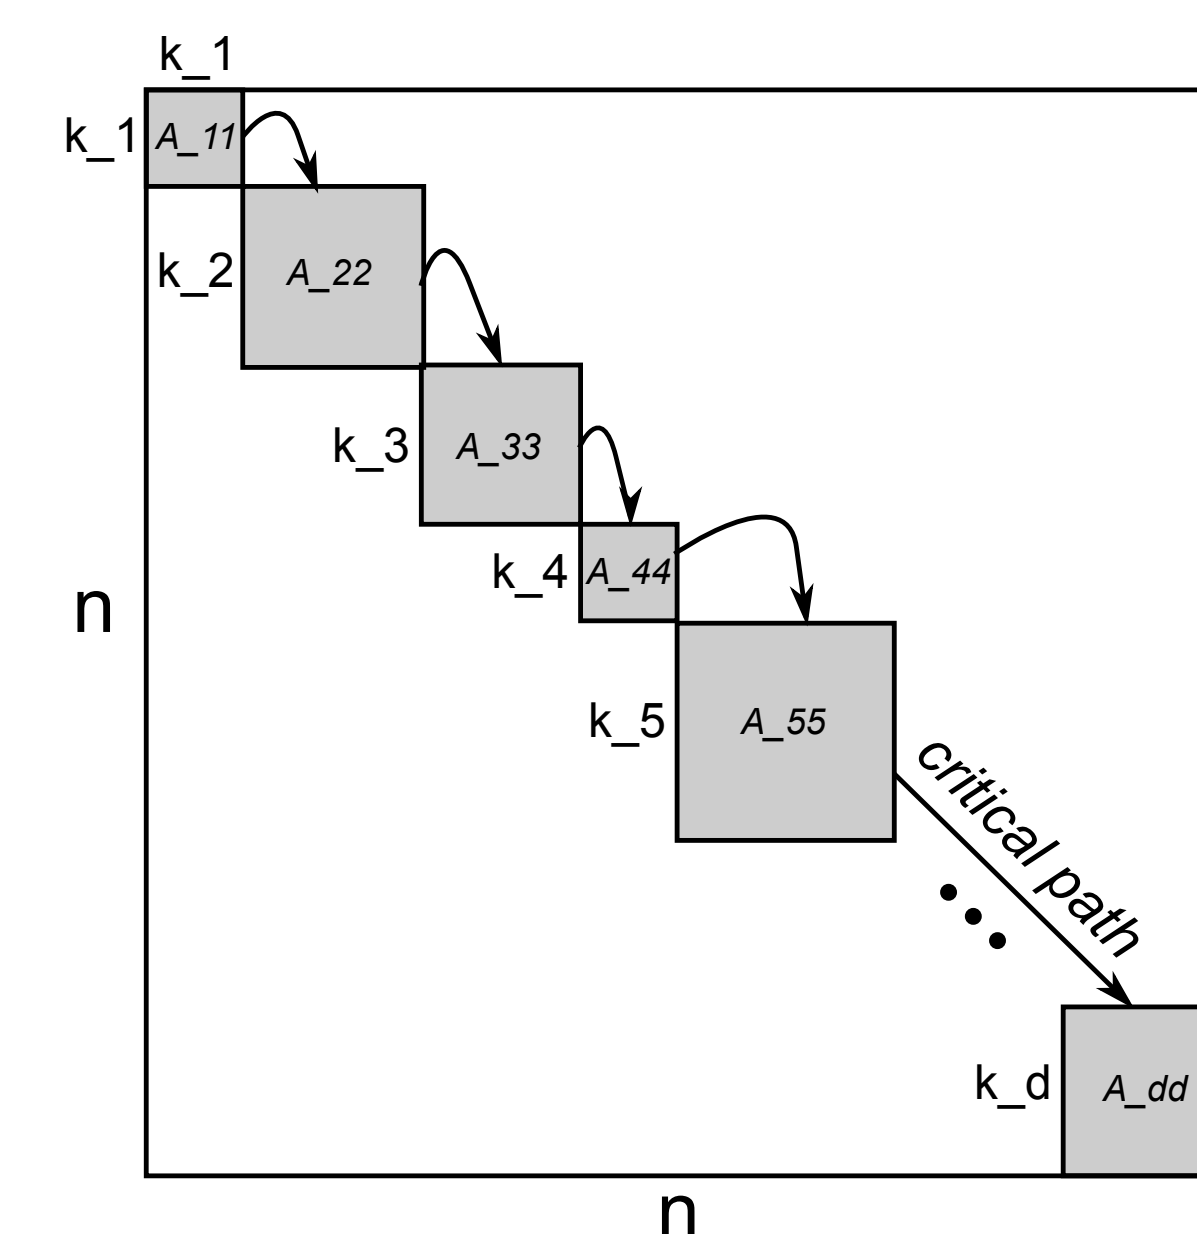 k_1
k_1 A_11
k_2 A_22
k_3 A_33
k_4 A_44
n
k_5 A_55
critical path
k_d A_dd
n